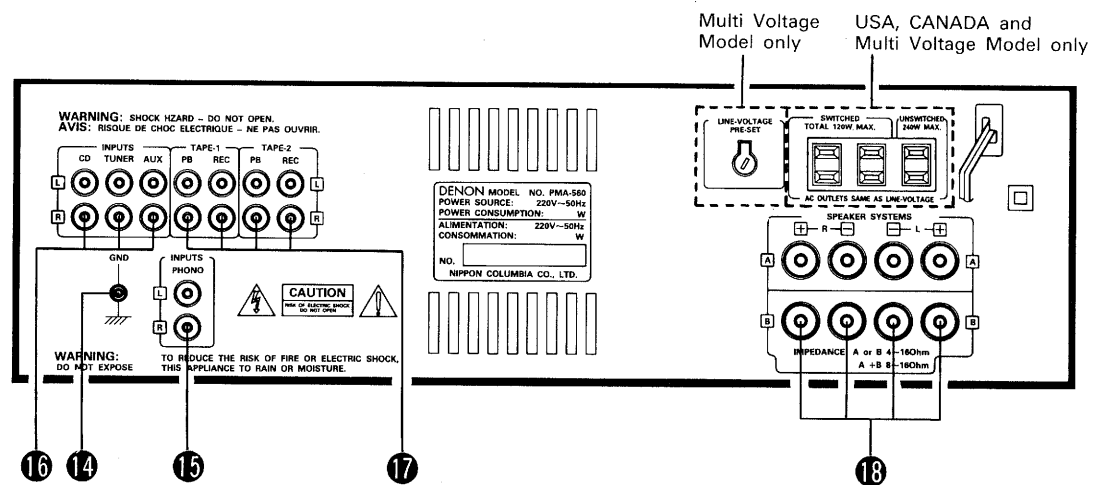 Multi Voltage
Model only
USA, CANADA and
Multi Voltage Model only
WARNING: SHOCK HZARD – DO NOT OPEN.
AVIS: RISQUE DE CHOC ELECTRIQUE – NE PAS OUVRIR.
INPUTS TAPE-1 TAPE-2
CD TUNER AUX PB REC PB REC
L L
R R
GND
INPUTS
PHONO
L
R
CAUTION
RISK OF ELECTRIC SHOCK
DO NOT OPEN
WARNING: TO REDUCE THE RISK OF FIRE OR ELECTRIC SHOCK,
DO NOT EXPOSE THIS APPLIANCE TO RAIN OR MOISTURE.
DENON MODEL NO. PMA-560
POWER SOURCE: 220V~50Hz
POWER CONSUMPTION: W
ALIMENTATION: 220V~50Hz
CONSOMMATION: W
NO.
NIPPON COLUMBIA CO., LTD.
LINE-VOLTAGE
PRE-SET
SWITCHED
TOTAL 120W. MAX.
UNSWITCHED
240W MAX.
AC OUTLETS SAME AS LINE-VOLTAGE
SPEAKER SYSTEMS
+ R − − L +
A A
B B
IMPEDANCE A or B 4~16Ohm
A +B 8~16Ohm
16 14 15 17 18